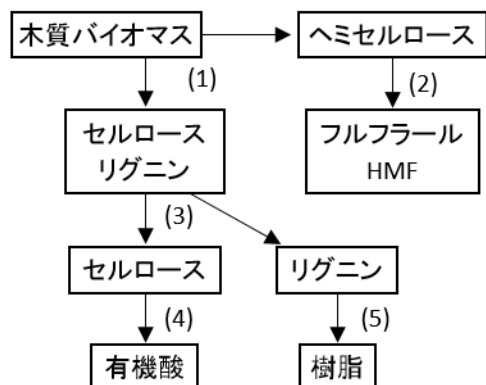 木質バイオマス
ヘミセルロース
(1)
(2)
セルロース
リグニン
フルフラール
HMF
(3)
セルロース
リグニン
(4)
(5)
有機酸
樹脂